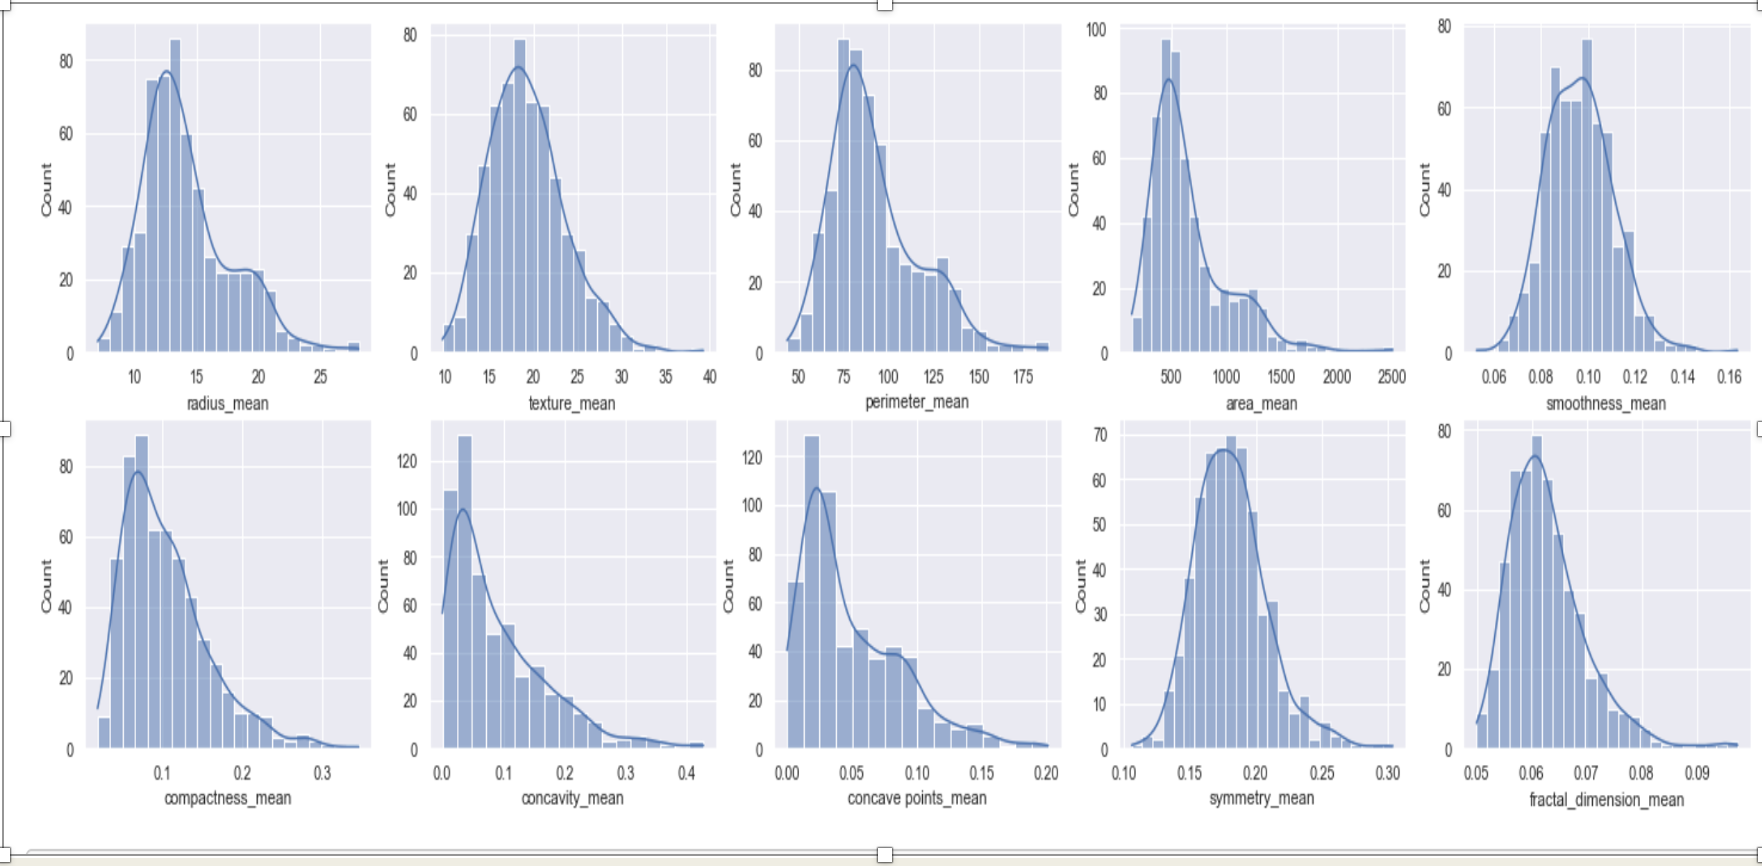 80
60
40
20
0
Count
10 15 20 25
radius_mean
80
60
40
20
0
Count
10 15 20 25 30 35 40
texture_mean
80
60
40
20
0
Count
50 75 100 125 150 175
perimeter_mean
100
80
60
40
20
0
Count
500 1000 1500 2000 2500
area_mean
80
60
40
20
0
Count
0.06 0.08 0.10 0.12 0.14 0.16
smoothness_mean
80
60
40
20
0
Count
0.1 0.2 0.3
compactness_mean
120
100
80
60
40
20
0
Count
0.0 0.1 0.2 0.3 0.4
concavity_mean
120
100
80
60
40
20
0
Count
0.00 0.05 0.10 0.15 0.20
concave points_mean
70
60
50
40
30
20
10
0
Count
0.10 0.15 0.20 0.25 0.30
symmetry_mean
80
60
40
20
0
Count
0.05 0.06 0.07 0.08 0.09
fractal_dimension_mean